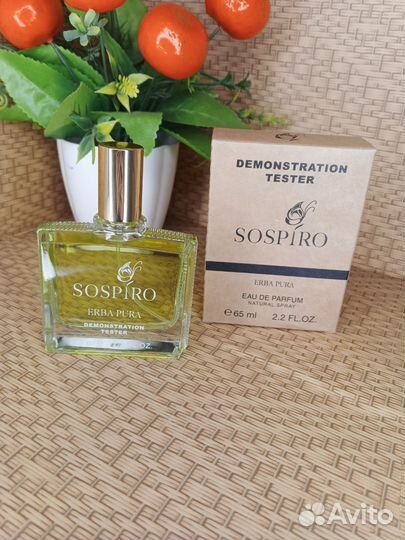 DEMONSTRATION
TESTER
SOSPIRO
ERBA PURA
EAU DE PARFUM
NATURAL SPRAY
℮ 65 ml 2.2 FL.OZ.
SOSPIRO
ERBA PURA
DEMONSTRATION
TESTER
Avito